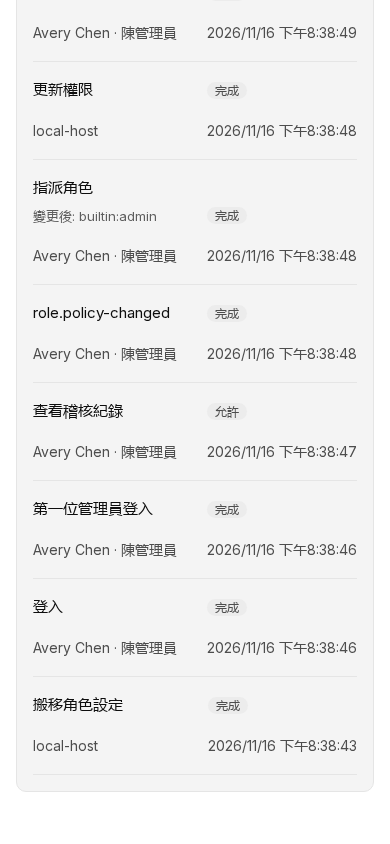 Avery Chen · 陳管理員 2026/11/16 下午8:38:49
更新權限 完成
local-host 2026/11/16 下午8:38:48
指派角色
變更後: builtin:admin 完成
Avery Chen · 陳管理員 2026/11/16 下午8:38:48
role.policy-changed 完成
Avery Chen · 陳管理員 2026/11/16 下午8:38:48
查看稽核紀錄 允許
Avery Chen · 陳管理員 2026/11/16 下午8:38:47
第一位管理員登入 完成
Avery Chen · 陳管理員 2026/11/16 下午8:38:46
登入 完成
Avery Chen · 陳管理員 2026/11/16 下午8:38:46
搬移角色設定 完成
local-host 2026/11/16 下午8:38:43